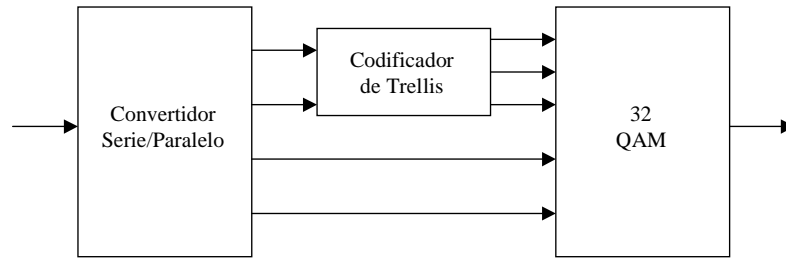 Convertidor
Serie/Paralelo
Codificador
de Trellis
32
QAM